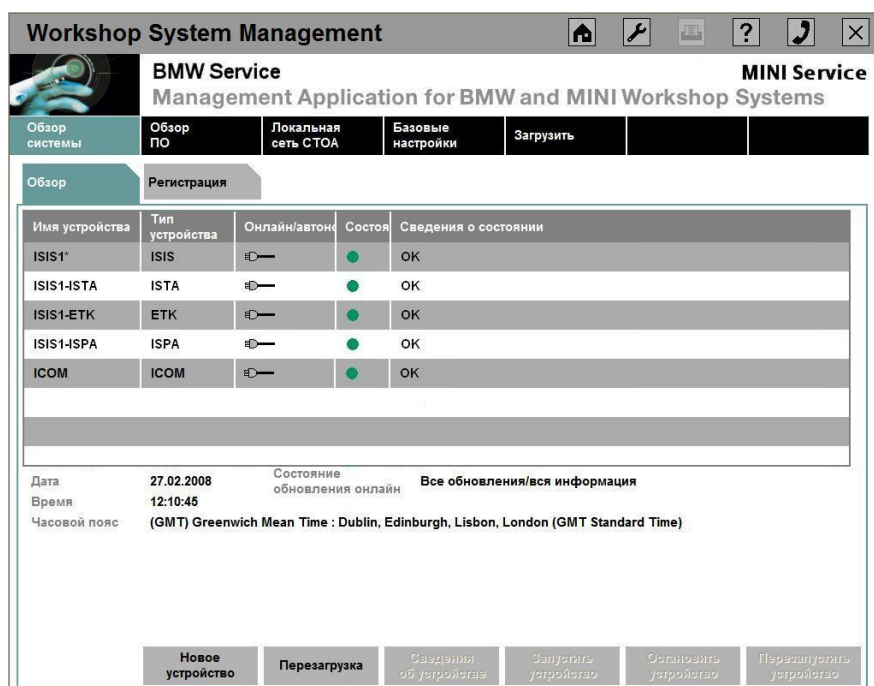 Workshop System Management
?
BMW Service
MINI Service
Management Application for BMW and MINI Workshop Systems
Обзор
системы
Обзор
ПО
Локальная
сеть СТОА
Базовые
настройки
Загрузить
Обзор
Регистрация
Имя устройства
Тип
устройства
Онлайн/автоно
Состоя
Сведения о состоянии
ISIS1* ISIS OK
ISIS1-ISTA ISTA OK
ISIS1-ETK ETK OK
ISIS1-ISPA ISPA OK
ICOM ICOM OK
Дата 27.02.2008
Состояние
обновления онлайн
Все обновления/вся информация
Время 12:10:45
Часовой пояс (GMT) Greenwich Mean Time : Dublin, Edinburgh, Lisbon, London (GMT Standard Time)
Новое
устройство
Перезагрузка
Сведения
об устройстве
Запустить
устройство
Остановить
устройство
Перезапустить
устройство